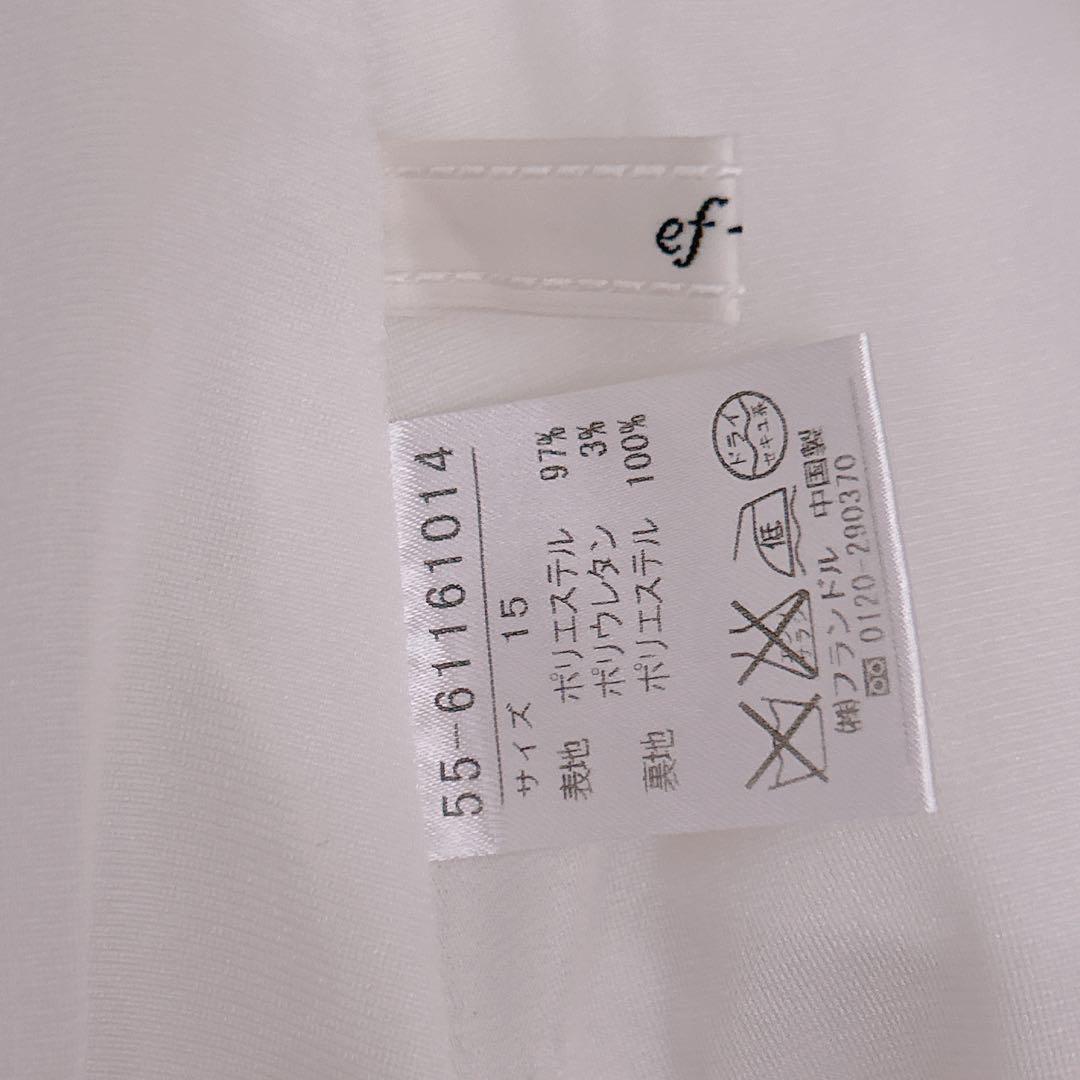 ef-
55-61161014
サイズ 15
表地 ポリエステル 97%
ポリウレタン 3%
裏地 ポリエステル 100%
ドライ
セキユ系
低
(株)フランドル 中国製
0120-290370